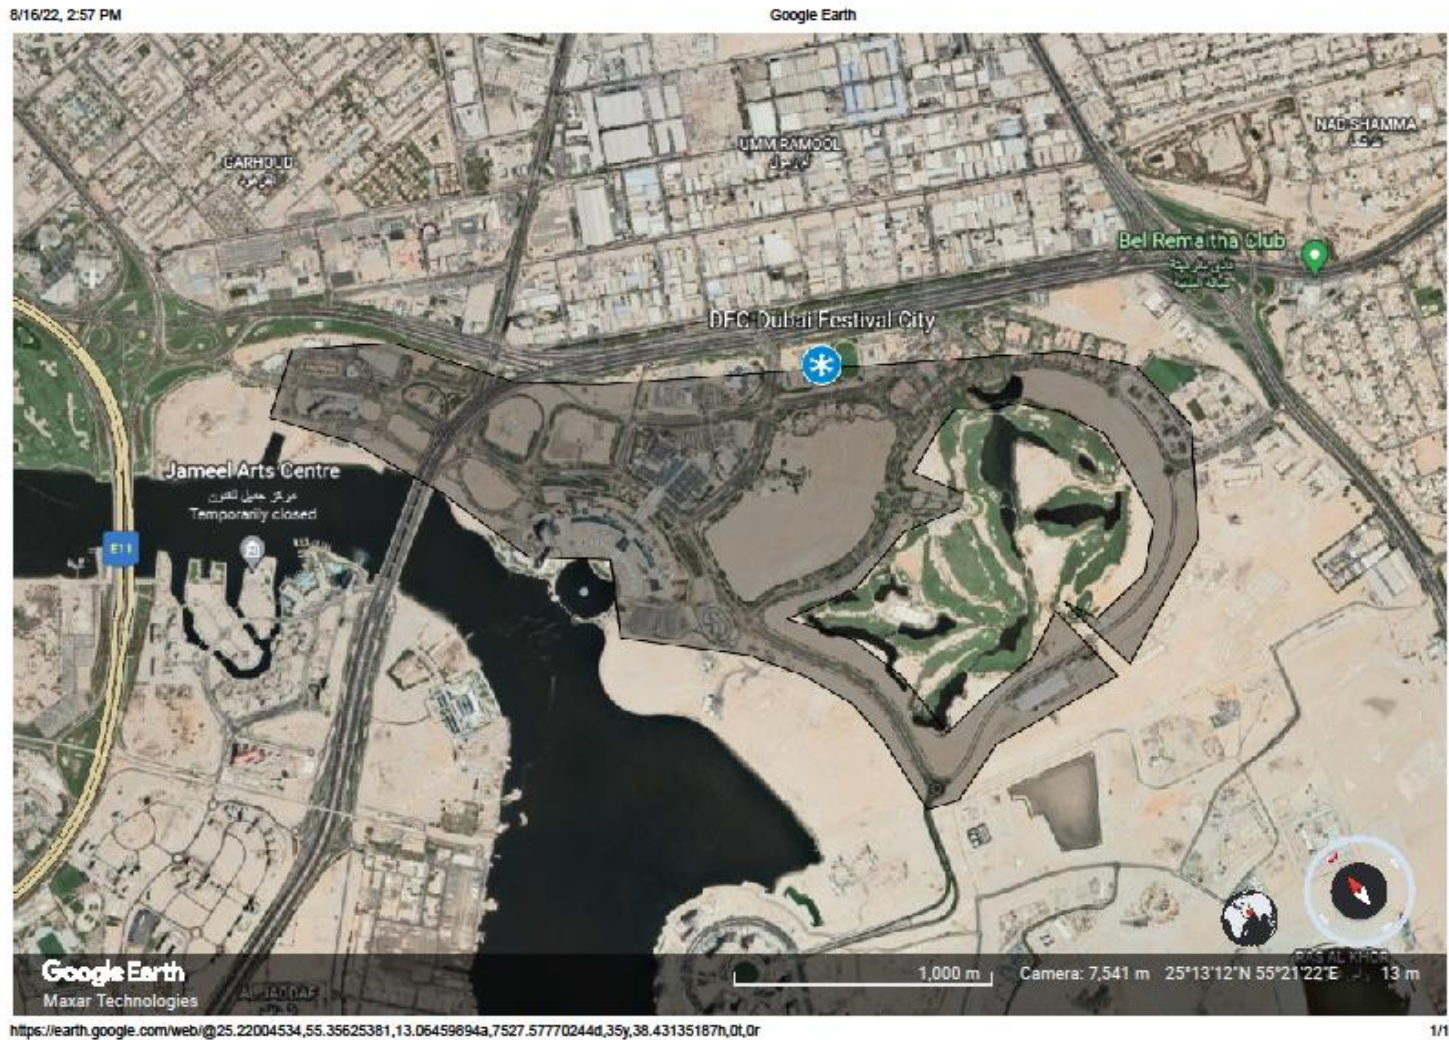 8/16/22, 2:57 PM
Google Earth
NAD SHAMMA
UMM RAMOOL
GARHOUD
Bel Remaitha Club
DFC Dubai Festival City
Jameel Arts Centre
مركز جميل للفنون
Temporarily closed
E11
RAS AL KHOR
Google Earth
1,000 m
Camera: 7,541 m 25°13'12"N 55°21'22"E 13 m
AL JADDAF
Maxar Technologies
https://earth.google.com/web/@25.22004534,55.35625381,13.06459894a,7527.57770244d,35y,38.43135187h,0t,0r
1/1